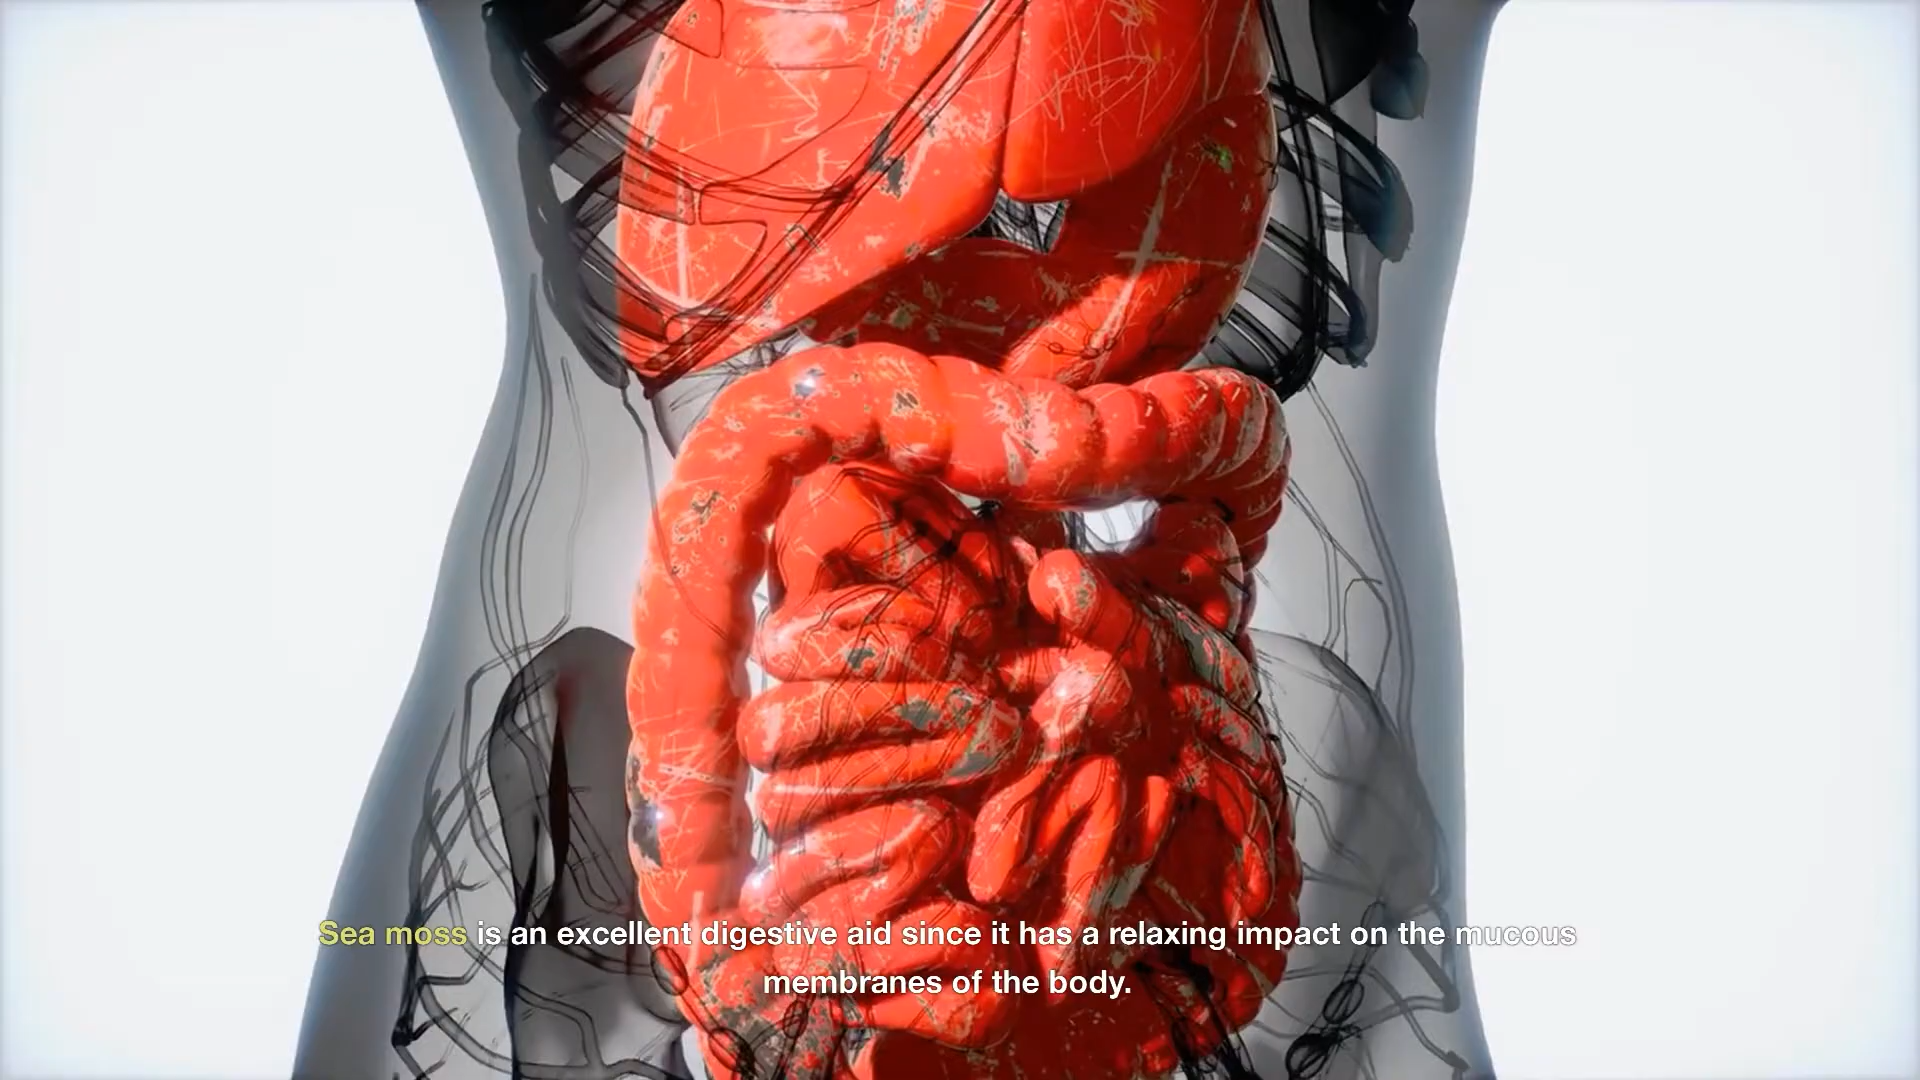 Sea moss is an excellent digestive aid since it has a relaxing impact on the mucous
membranes of the body.